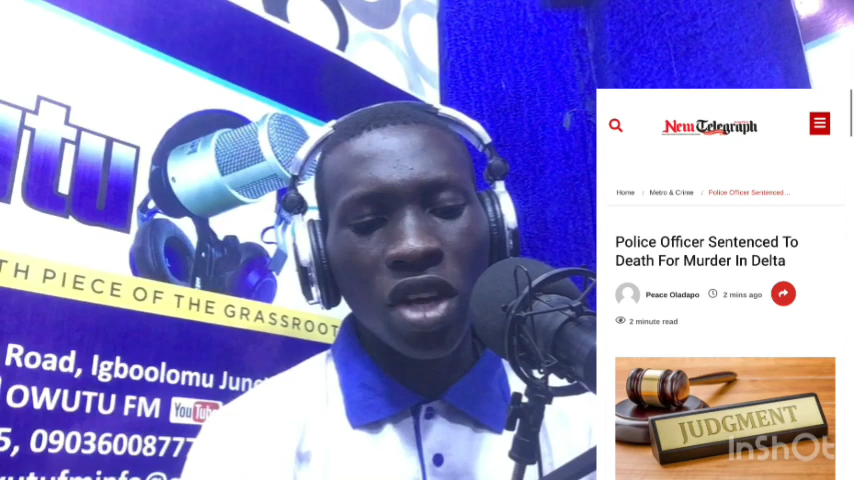 utu
TH PIECE OF THE GRASSROOT
Road, Igboolomu Junc
OWUTU FM YouTube
5, 0903600877
New Telegraph
Home / Metro & Crime / Police Officer Sentenced...
Police Officer Sentenced To
Death For Murder In Delta
Peace Oladapo 2 mins ago
2 minute read
JUDGMENT
InShOt